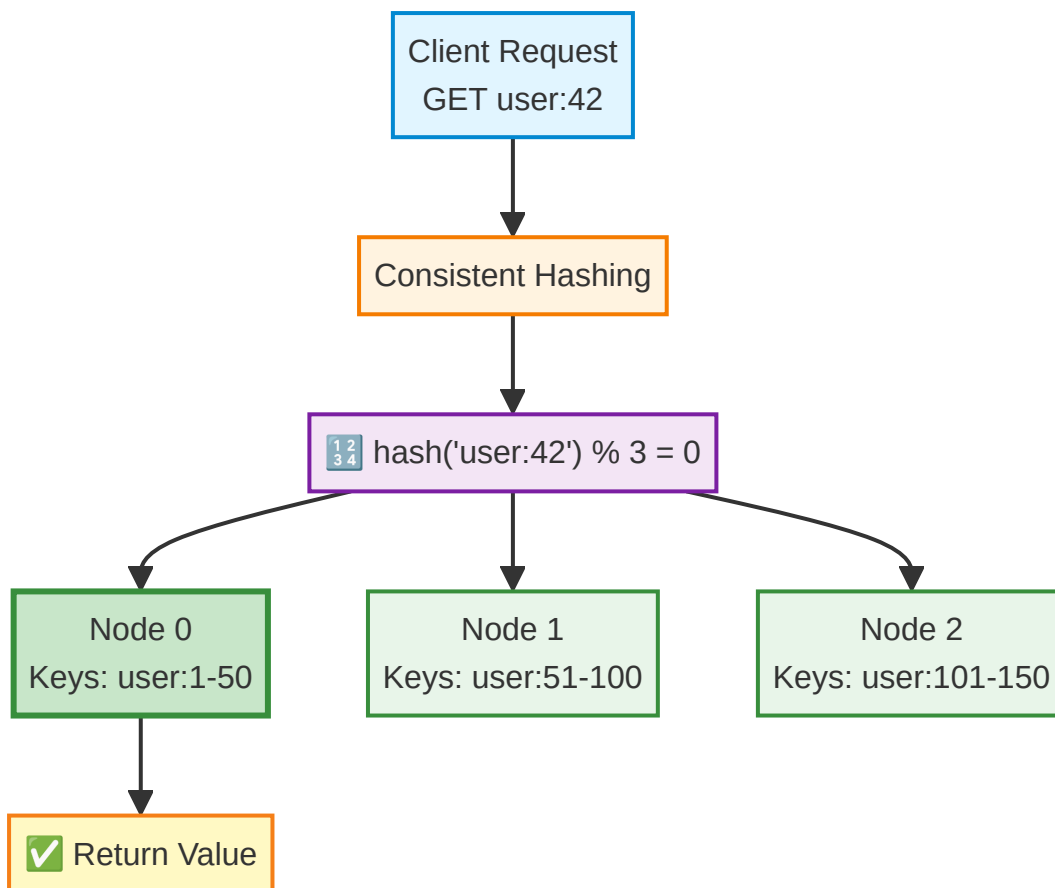 Client Request
GET user:42
Consistent Hashing
🔢 hash('user:42') % 3 = 0
Node 0
Keys: user:1-50
Node 1
Keys: user:51-100
Node 2
Keys: user:101-150
✅ Return Value